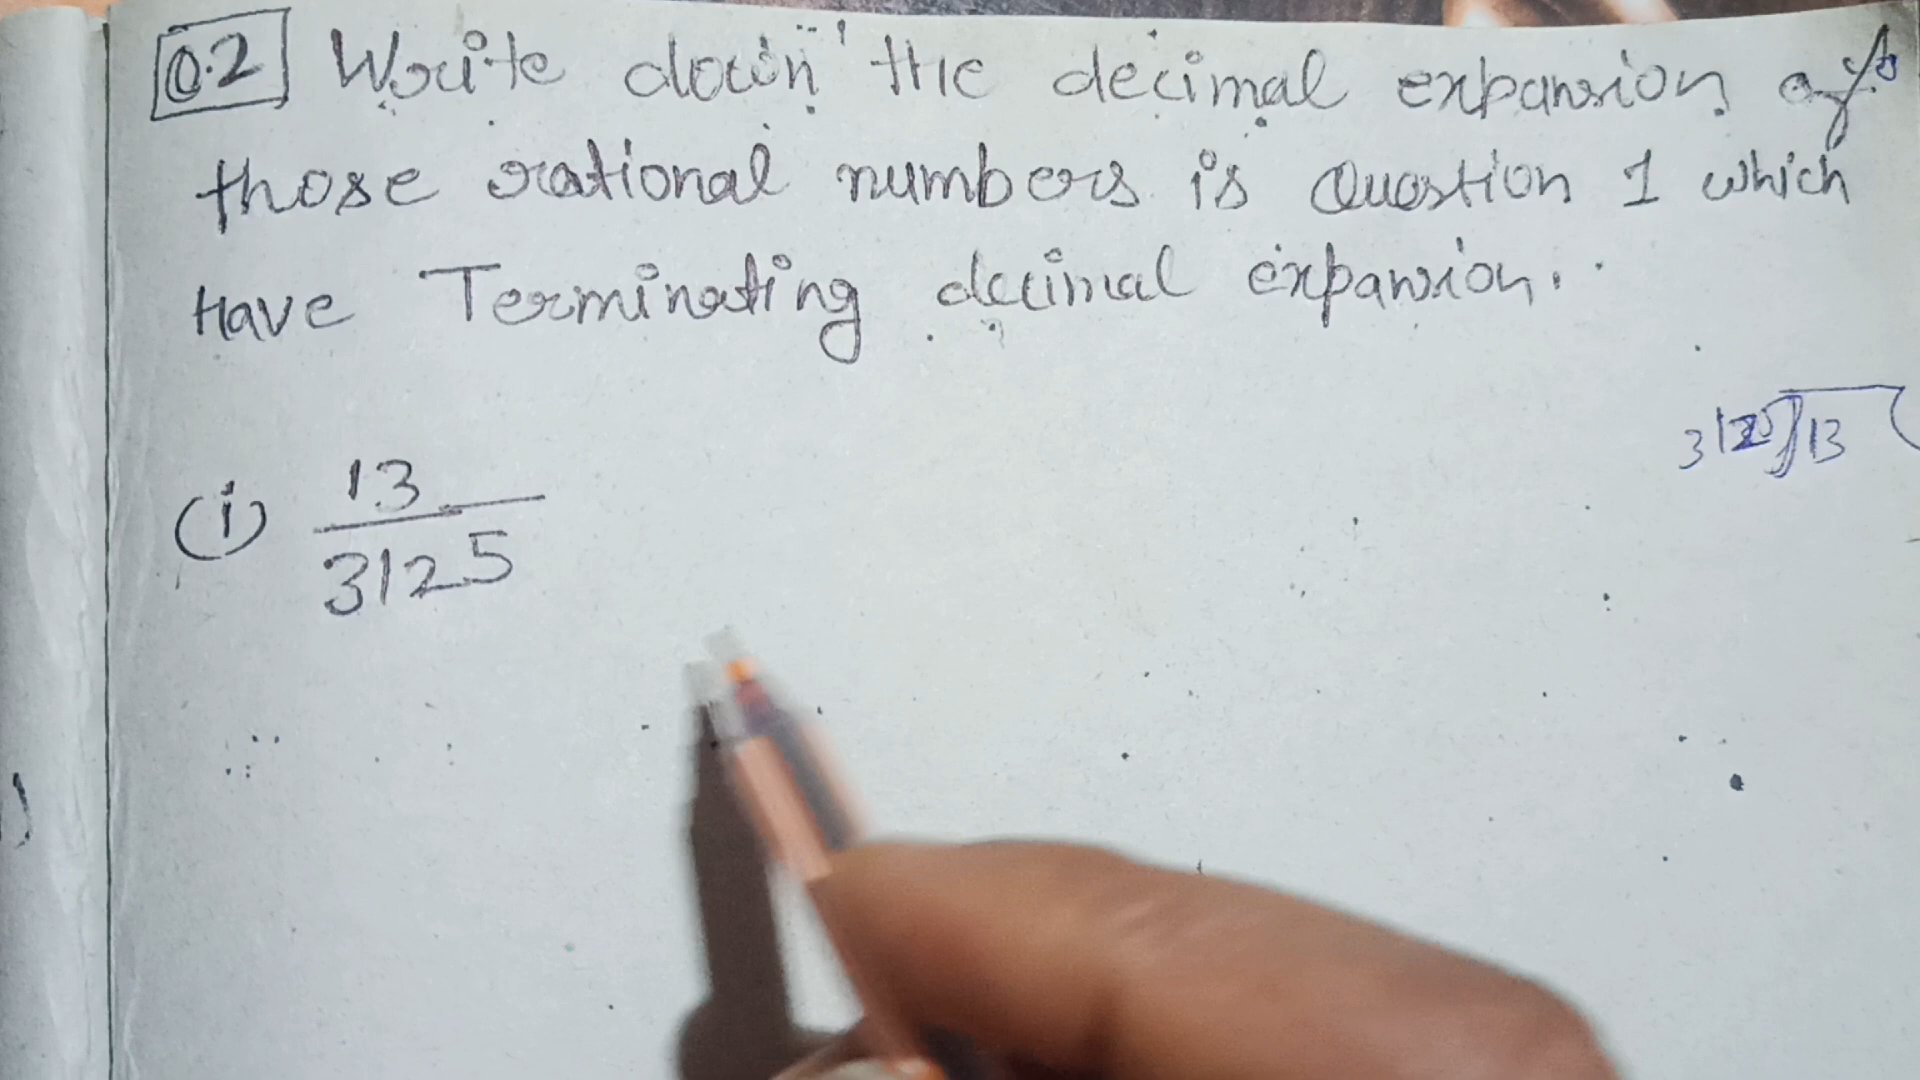 Q.2 Write down the decimal expansion of
those rational numbers is Question 1 which
Have Terminating decimal expansion.
3125)13(
(i) 13
3125